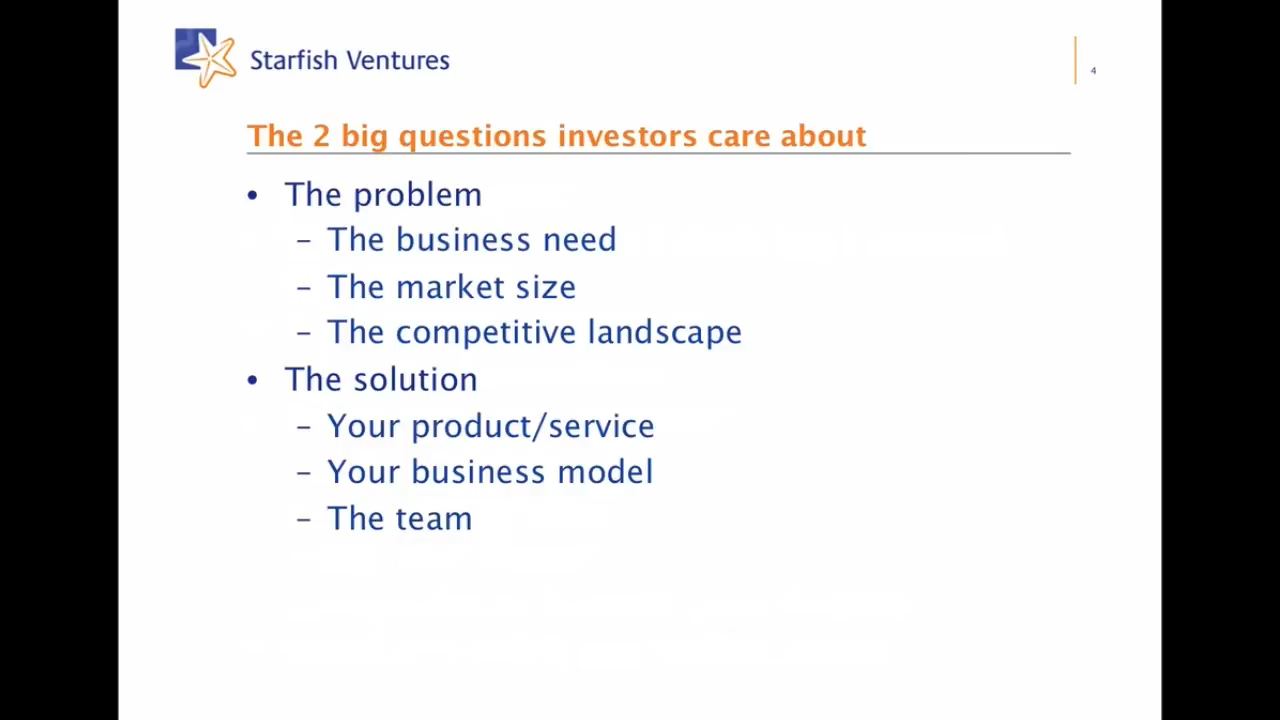 Starfish Ventures
4
The 2 big questions investors care about
• The problem
– The business need
– The market size
– The competitive landscape
• The solution
– Your product/service
– Your business model
– The team